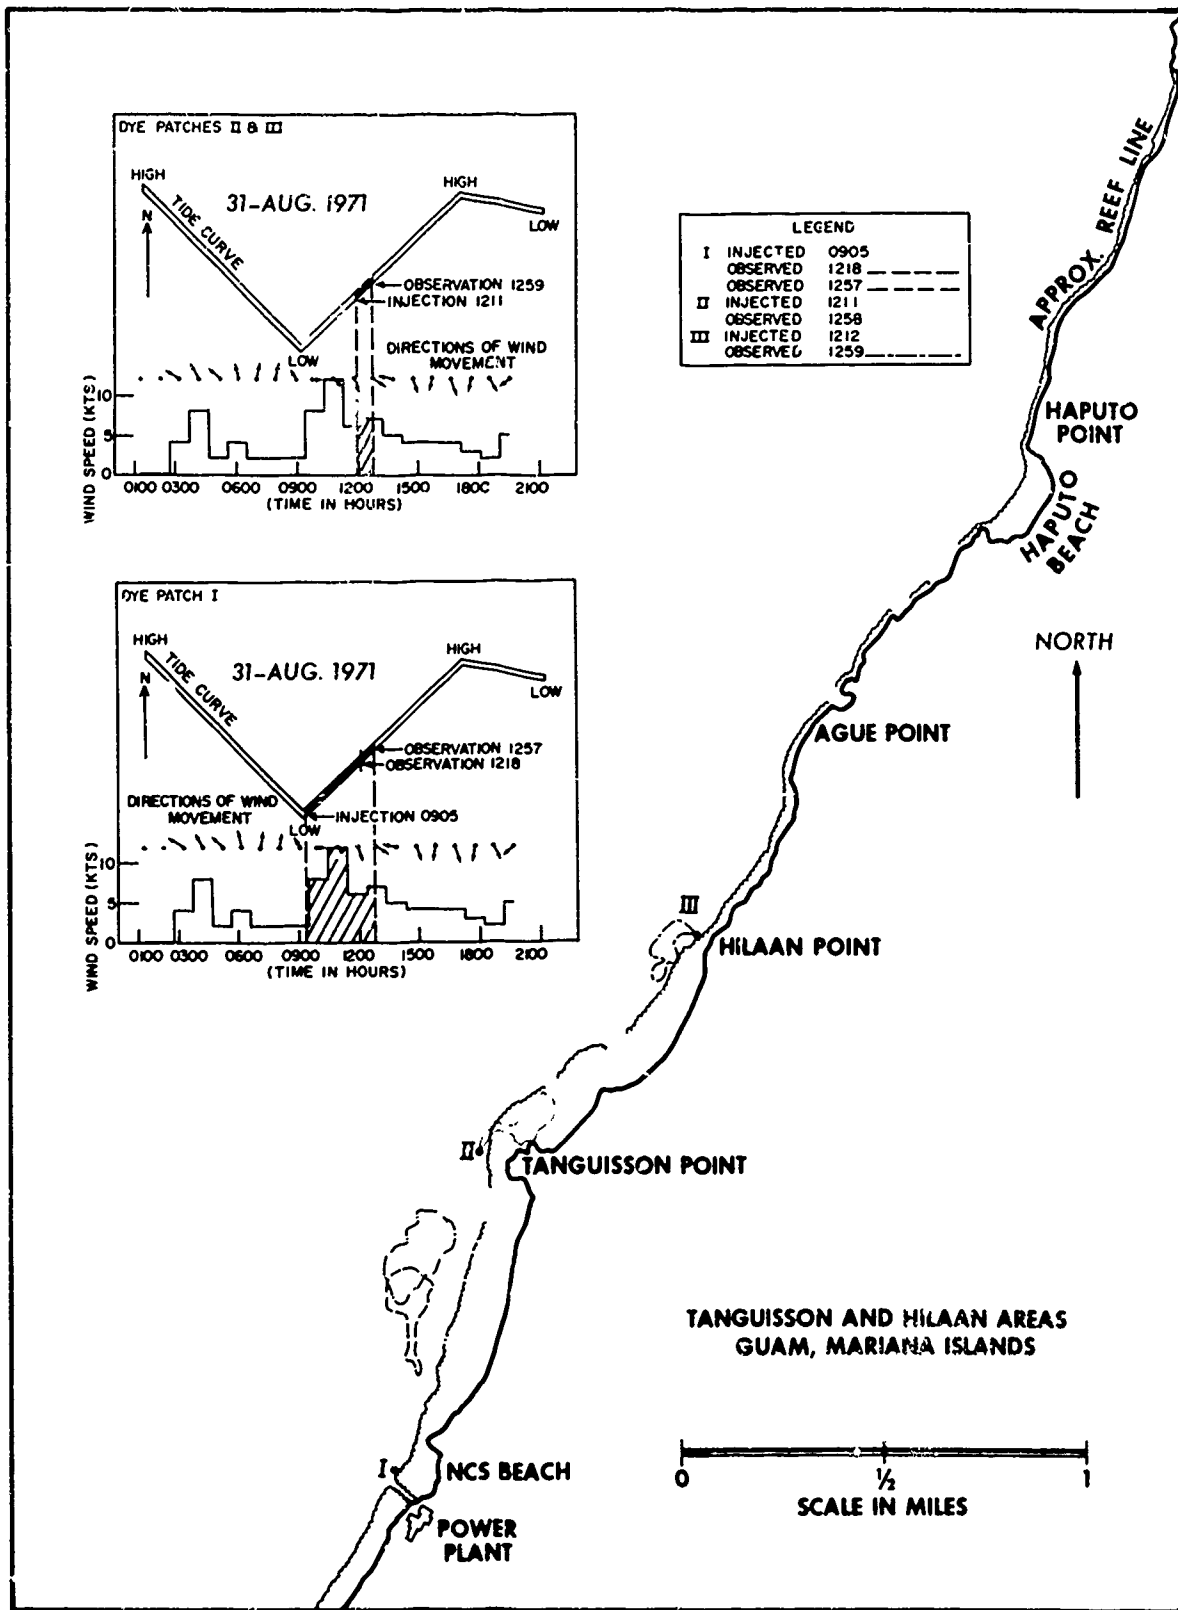 DYE PATCHES II & III
HIGH
N
TIDE CURVE
31-AUG. 1971
HIGH
LOW
OBSERVATION 1259
INJECTION 1211
LOW
DIRECTIONS OF WIND
MOVEMENT
WIND SPEED (KTS)
10
5
0
0100 0300 0600 0900 1200 1500 1800 2100
(TIME IN HOURS)
LEGEND
I INJECTED 0905
OBSERVED 1218
OBSERVED 1257
II INJECTED 1211
OBSERVED 1258
III INJECTED 1212
OBSERVED 1259
APPROX. REEF LINE
HAPUTO
POINT
HAPUTO
BEACH
DYE PATCH I
HIGH
N
TIDE CURVE
31-AUG. 1971
HIGH
LOW
OBSERVATION 1257
OBSERVATION 1218
DIRECTIONS OF WIND
MOVEMENT
LOW
INJECTION 0905
WIND SPEED (KTS)
10
5
0
0100 0300 0600 0900 1200 1500 1800 2100
(TIME IN HOURS)
NORTH
AGUE POINT
III
HILAAN POINT
II
TANGUISSON POINT
TANGUISSON AND HILAAN AREAS
GUAM, MARIANA ISLANDS
I
NCS BEACH
POWER
PLANT
0 1/2 1
SCALE IN MILES